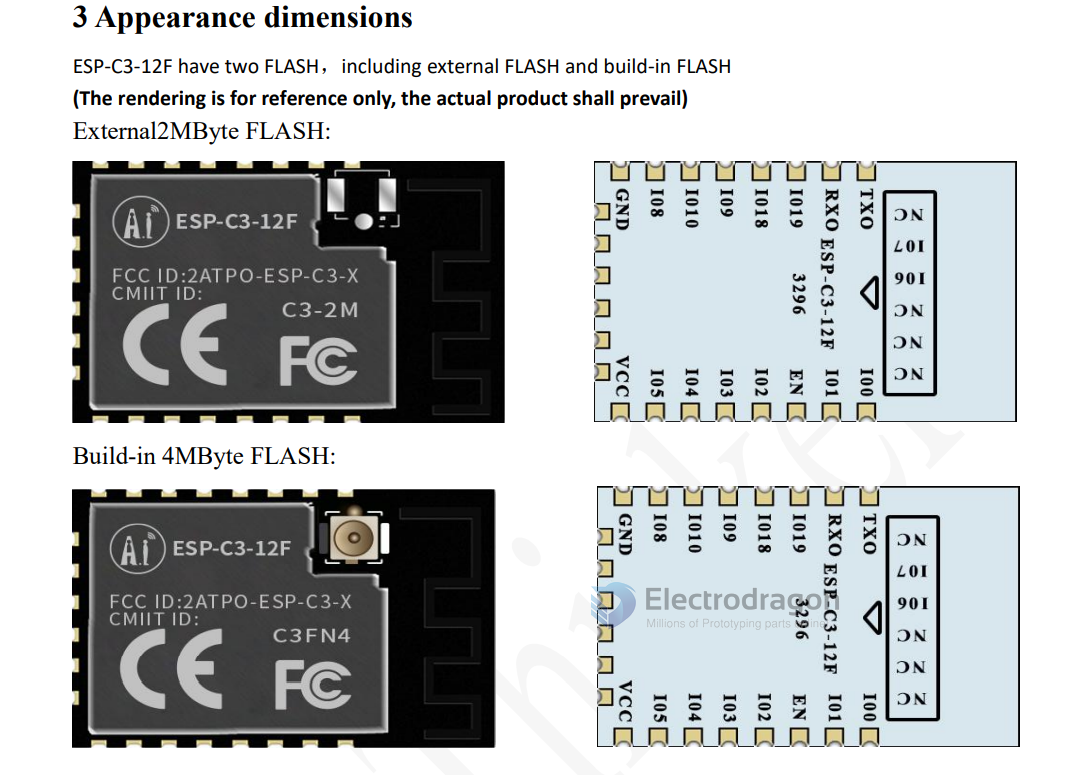 3 Appearance dimensions
ESP-C3-12F have two FLASH，including external FLASH and build-in FLASH
(The rendering is for reference only, the actual product shall prevail)
External2MByte FLASH:
Ai
ESP-C3-12F
FCC ID:2ATPO-ESP-C3-X
CMIIT ID:
C3-2M
CE
FC
GND
IO8
IO10
IO9
IO18
IO19
RXO
TXO
NC
IO7
IO6
NC
NC
NC
ESP-C3-12F
3296
VCC
IO5
IO4
IO3
IO2
EN
IO1
IO0
Build-in 4MByte FLASH:
Ai
ESP-C3-12F
FCC ID:2ATPO-ESP-C3-X
CMIIT ID:
C3FN4
CE
FC
GND
IO8
IO10
IO9
IO18
IO19
RXO
TXO
NC
IO7
IO6
NC
NC
NC
ESP-C3-12F
3296
Electrodragon
Millions of Prototyping parts online
VCC
IO5
IO4
IO3
IO2
EN
IO1
IO0